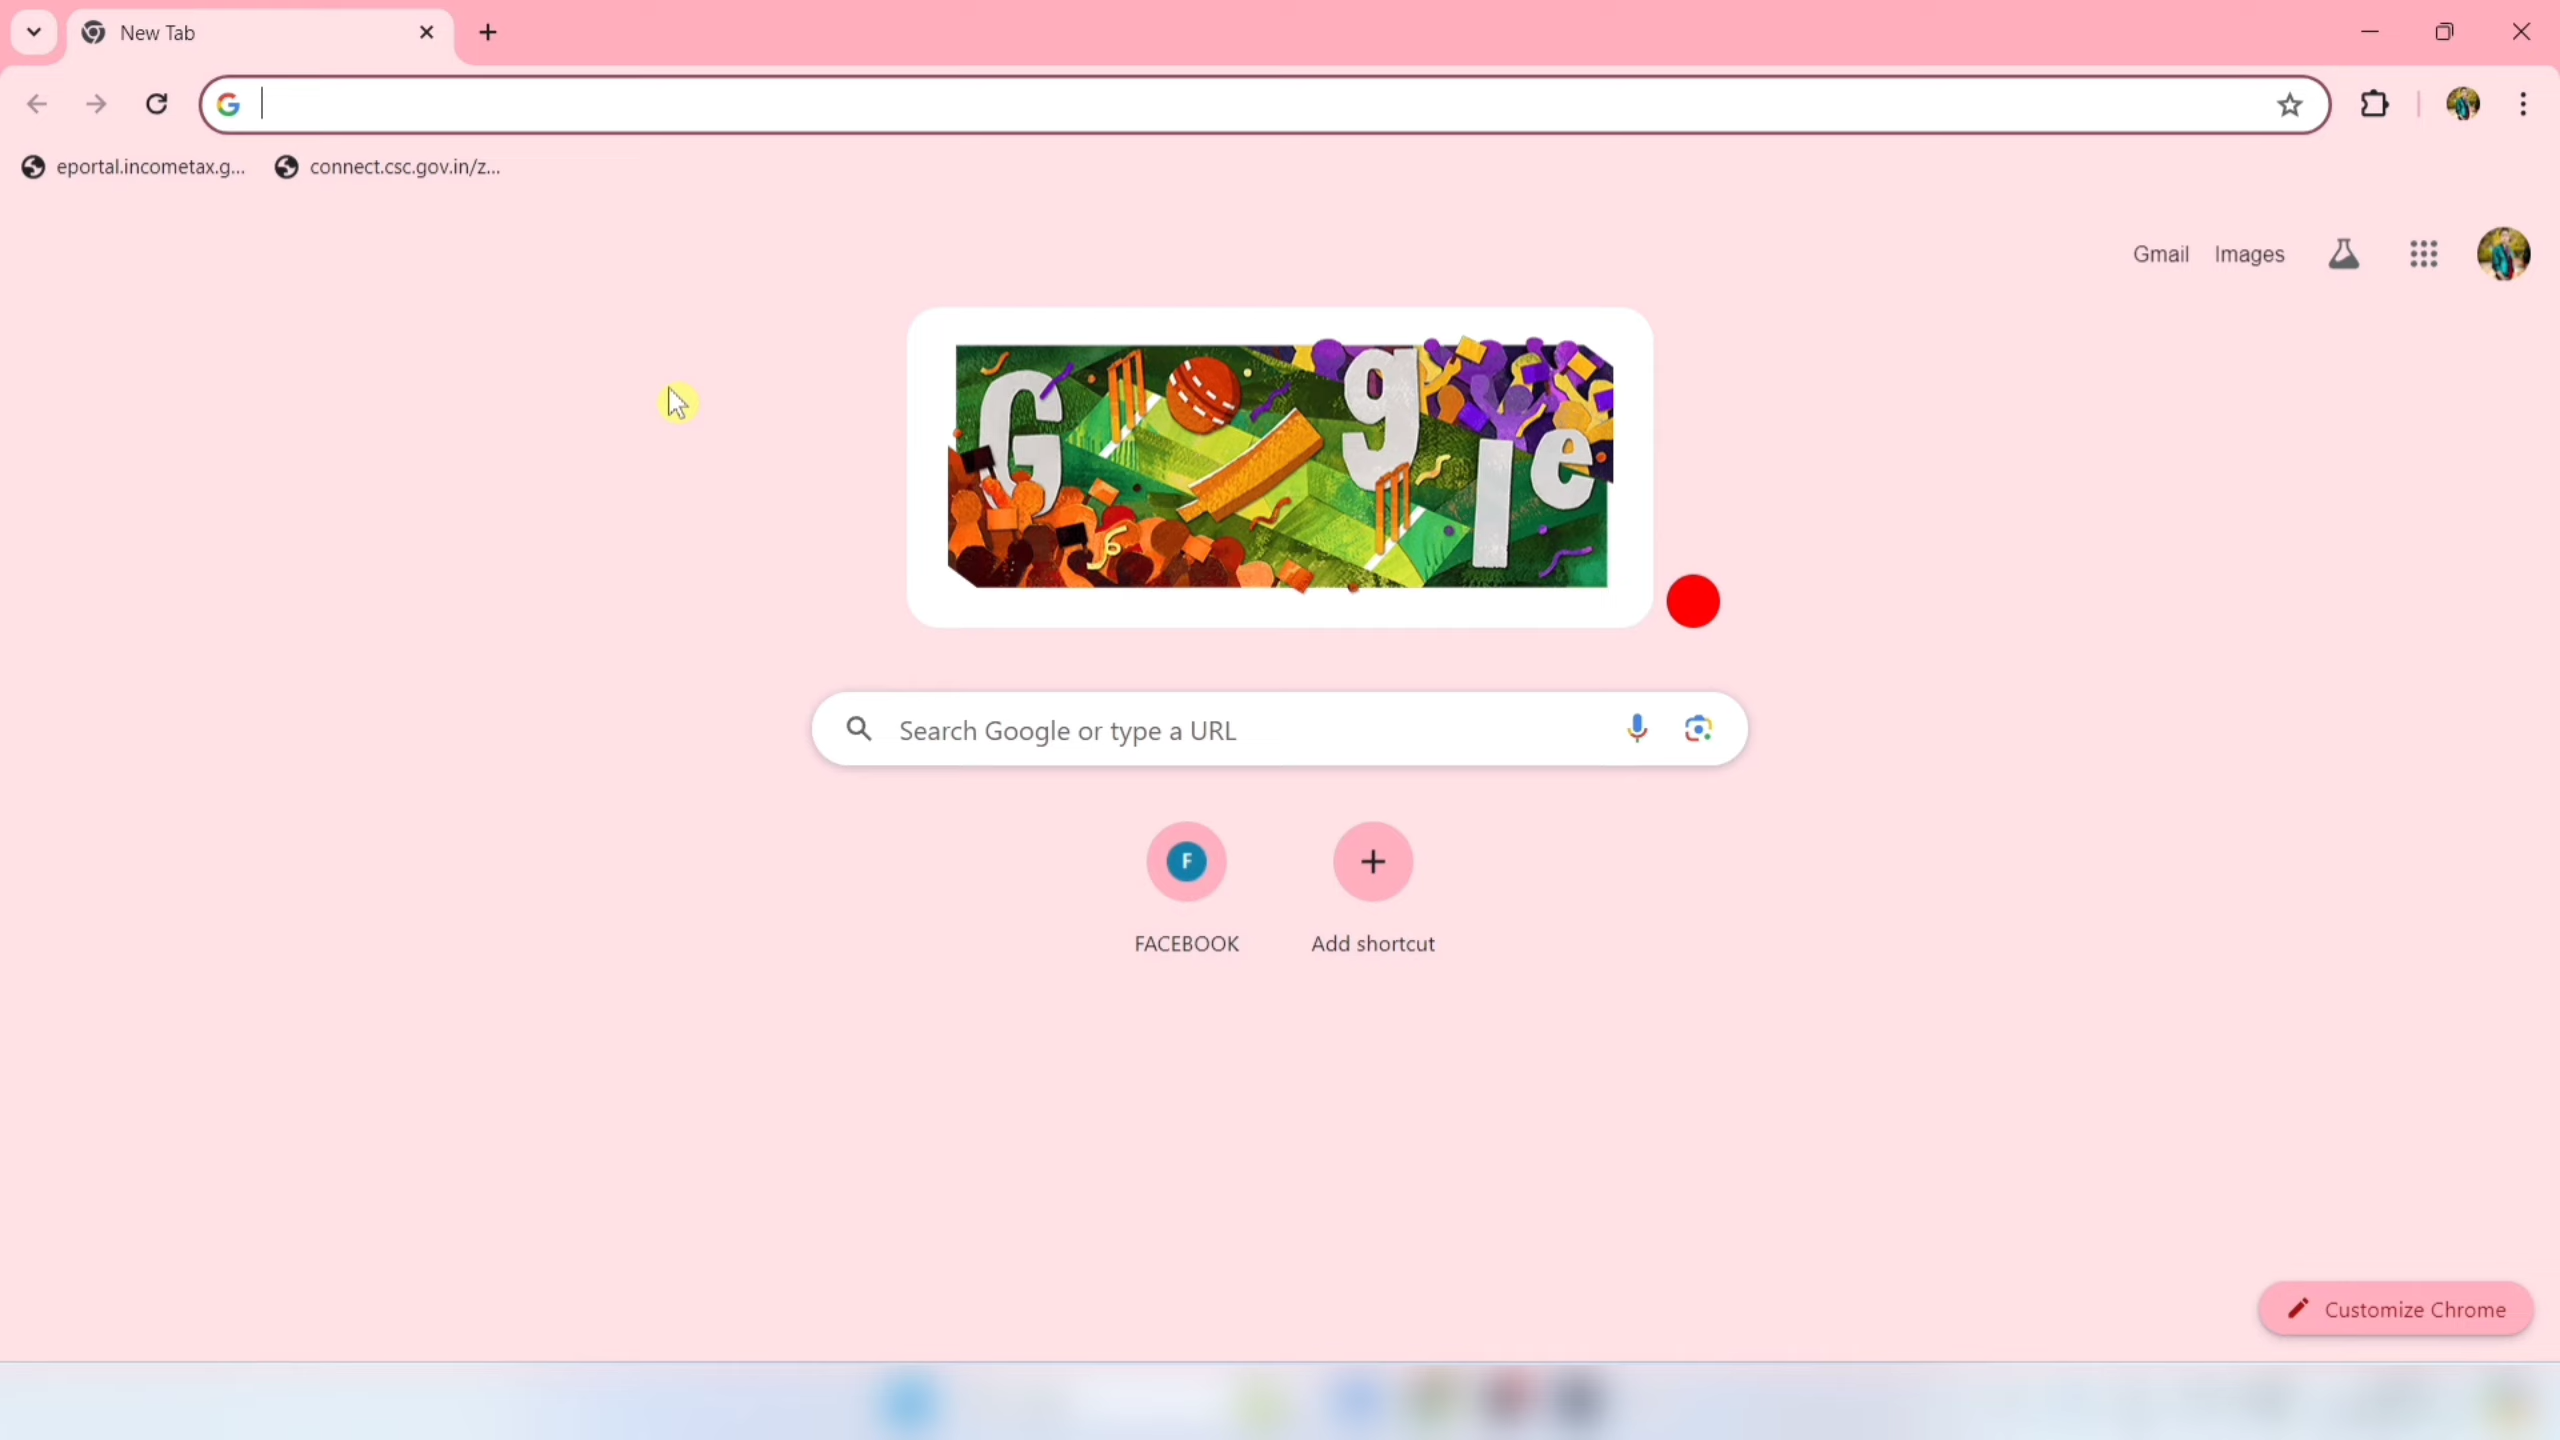 New Tab
eportal.incometax.g...
connect.csc.gov.in/z...
Gmail Images
G gle
Search Google or type a URL
F
FACEBOOK
Add shortcut
Customize Chrome